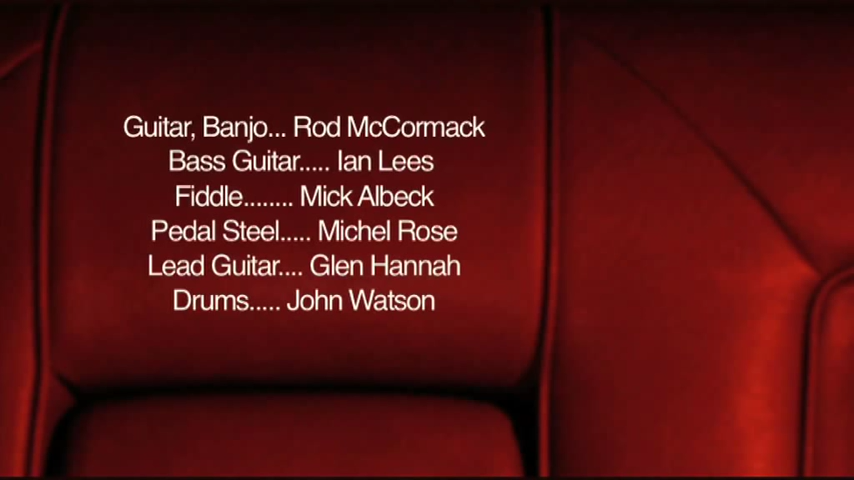 Guitar, Banjo... Rod McCormack
Bass Guitar..... Ian Lees
Fiddle........ Mick Albeck
Pedal Steel..... Michel Rose
Lead Guitar.... Glen Hannah
Drums..... John Watson